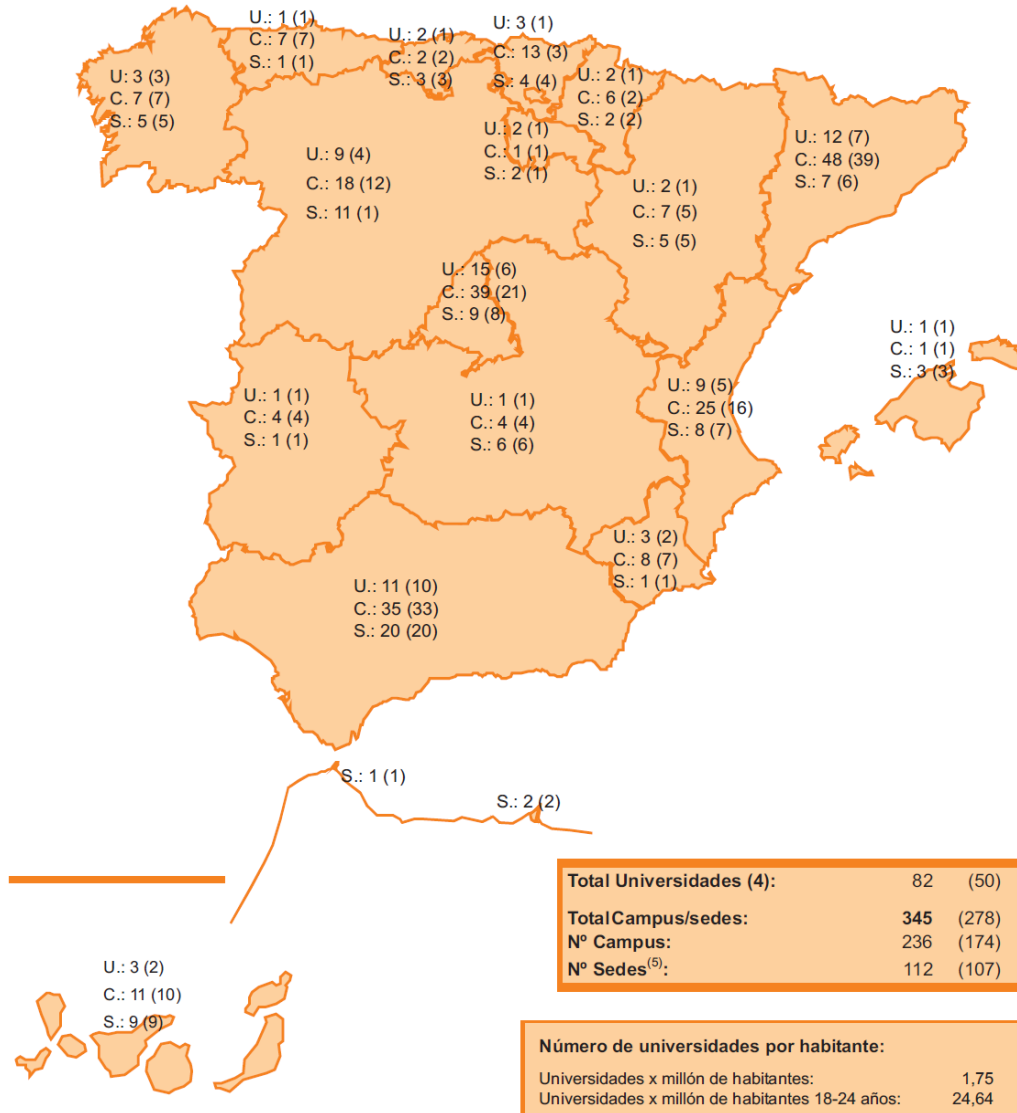 U.: 1 (1)
C.: 7 (7)
S.: 1 (1)
U.: 2 (1)
C.: 2 (2)
S.: 3 (3)
U: 3 (1)
C.: 13 (3)
S.: 4 (4)
U: 3 (3)
C. 7 (7)
S.: 5 (5)
U.: 2 (1)
C.: 6 (2)
S.: 2 (2)
U.: 2 (1)
C.: 1 (1)
S.: 2 (1)
U.: 12 (7)
C.: 48 (39)
S.: 7 (6)
U.: 9 (4)
C.: 18 (12)
S.: 11 (1)
U.: 2 (1)
C.: 7 (5)
S.: 5 (5)
U.: 15 (6)
C.: 39 (21)
S.: 9 (8)
U.: 1 (1)
C.: 1 (1)
S.: 3 (3)
U.: 1 (1)
C.: 4 (4)
S.: 1 (1)
U.: 1 (1)
C.: 4 (4)
S.: 6 (6)
U.: 9 (5)
C.: 25 (16)
S.: 8 (7)
U.: 3 (2)
C.: 8 (7)
S.: 1 (1)
U.: 11 (10)
C.: 35 (33)
S.: 20 (20)
S.: 1 (1)
S.: 2 (2)
Total Universidades (4): 82 (50)
TotalCampus/sedes: 345 (278)
Nº Campus: 236 (174)
Nº Sedes(5): 112 (107)
U.: 3 (2)
C.: 11 (10)
S.: 9 (9)
Número de universidades por habitante:
Universidades x millón de habitantes: 1,75
Universidades x millón de habitantes 18-24 años: 24,64